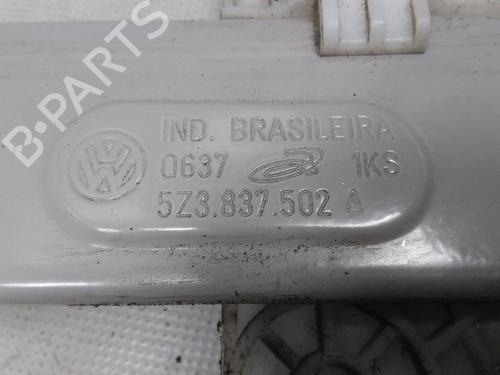 IND. BRASILEIRA
0637 1KS
5Z3.837.502 A
B-PARTS